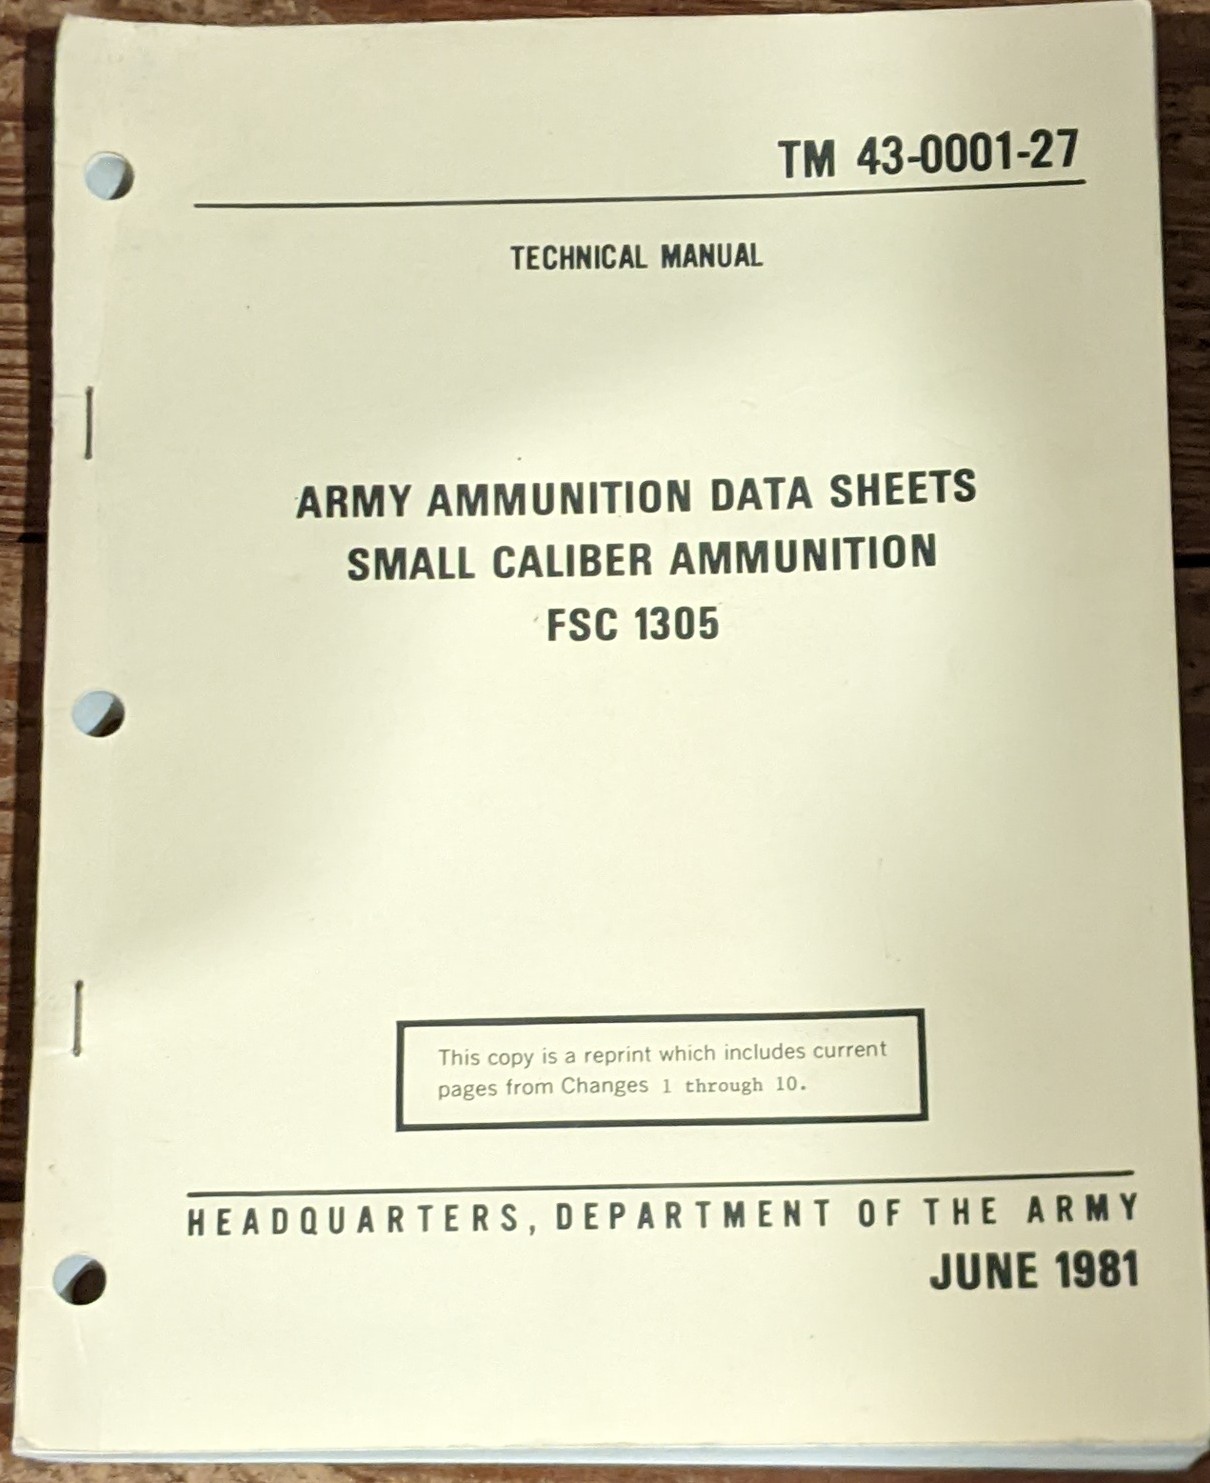 TM 43-0001-27
TECHNICAL MANUAL
ARMY AMMUNITION DATA SHEETS
SMALL CALIBER AMMUNITION
FSC 1305
This copy is a reprint which includes current
pages from Changes 1 through 10.
HEADQUARTERS, DEPARTMENT OF THE ARMY
JUNE 1981